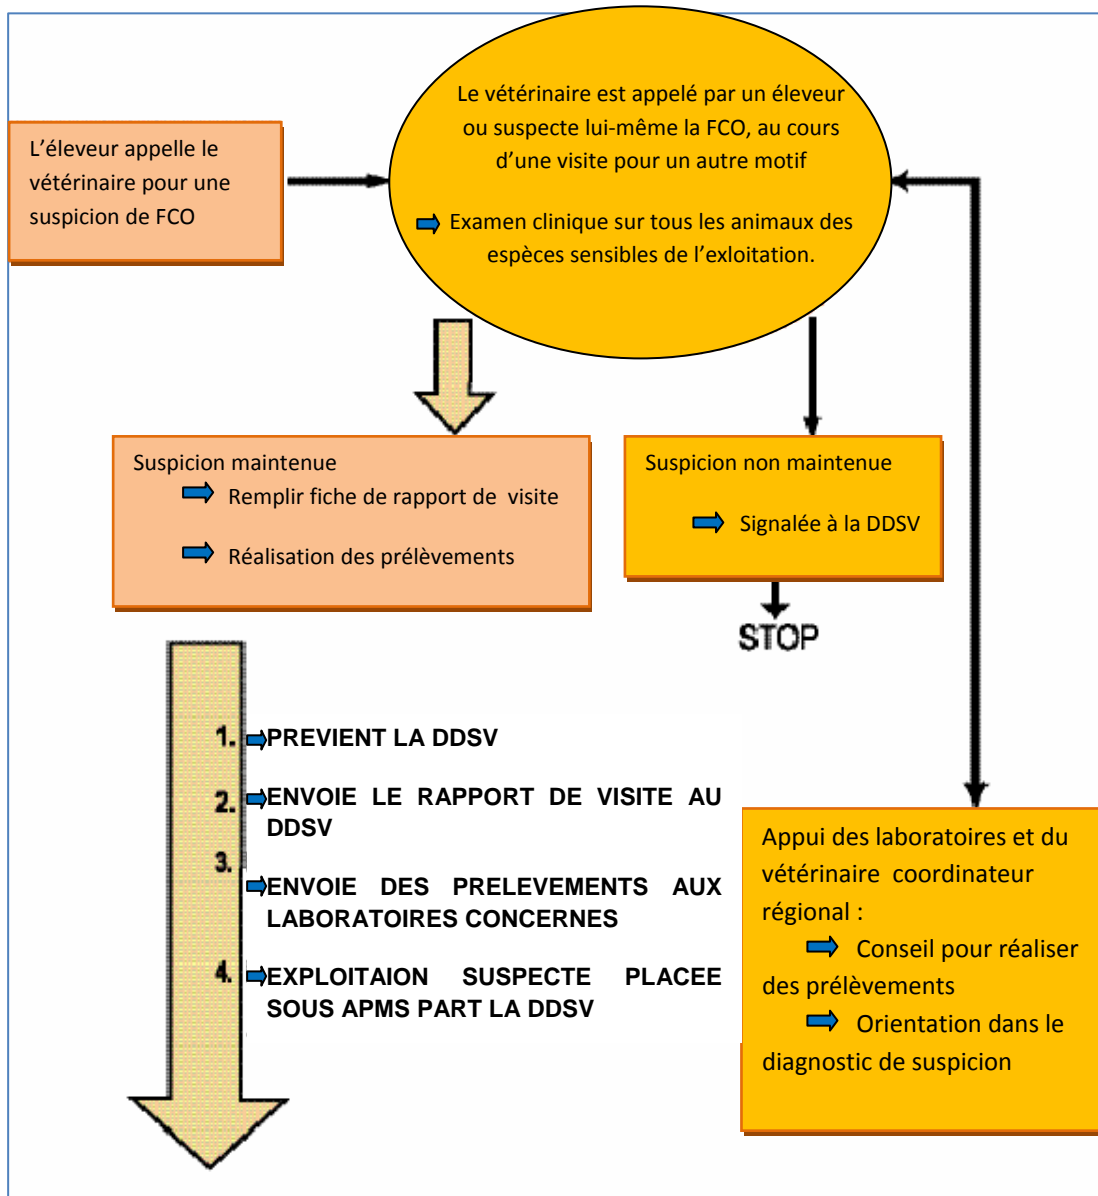 L'éleveur appelle le
vétérinaire pour une
suspicion de FCO
Le vétérinaire est appelé par un éleveur
ou suspecte lui-même la FCO, au cours
d'une visite pour un autre motif
Examen clinique sur tous les animaux des
espèces sensibles de l'exloitation.
Suspicion maintenue
Remplir fiche de rapport de visite
Réalisation des prélèvements
Suspicion non maintenue
Signalée à la DDSV
STOP
1. PREVIENT LA DDSV
2. ENVOIE LE RAPPORT DE VISITE AU
DDSV
3.
ENVOIE DES PRELEVEMENTS AUX
LABORATOIRES CONCERNES
4. EXPLOITAION SUSPECTE PLACEE
SOUS APMS PART LA DDSV
Appui des laboratoires et du
vétérinaire coordinateur
régional :
Conseil pour réaliser
des prélèvements
Orientation dans le
diagnostic de suspicion